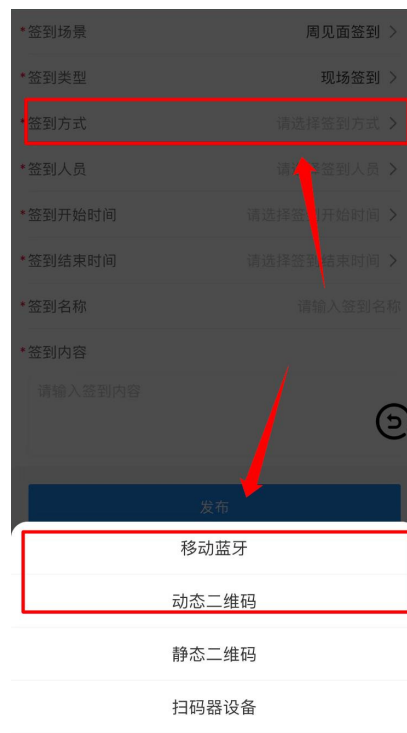 *签到场景 周见面签到 >
*签到类型 现场签到 >
*签到方式 请选择签到方式 >
*签到人员 请选择签到人员 >
*签到开始时间 请选择签到开始时间 >
*签到结束时间 请选择签到结束时间 >
*签到名称 请输入签到名称
*签到内容
请输入签到内容
发布
移动蓝牙
动态二维码
静态二维码
扫码器设备